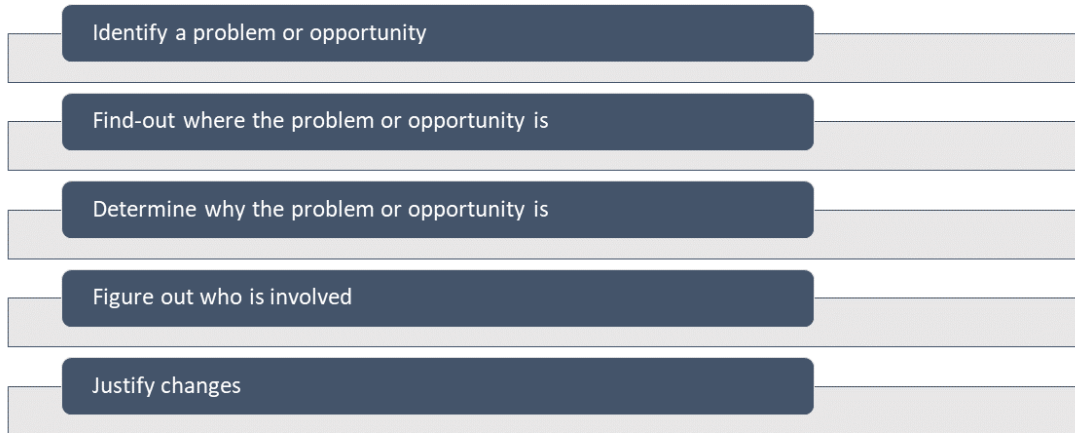 Identify a problem or opportunity
Find-out where the problem or opportunity is
Determine why the problem or opportunity is
Figure out who is involved
Justify changes